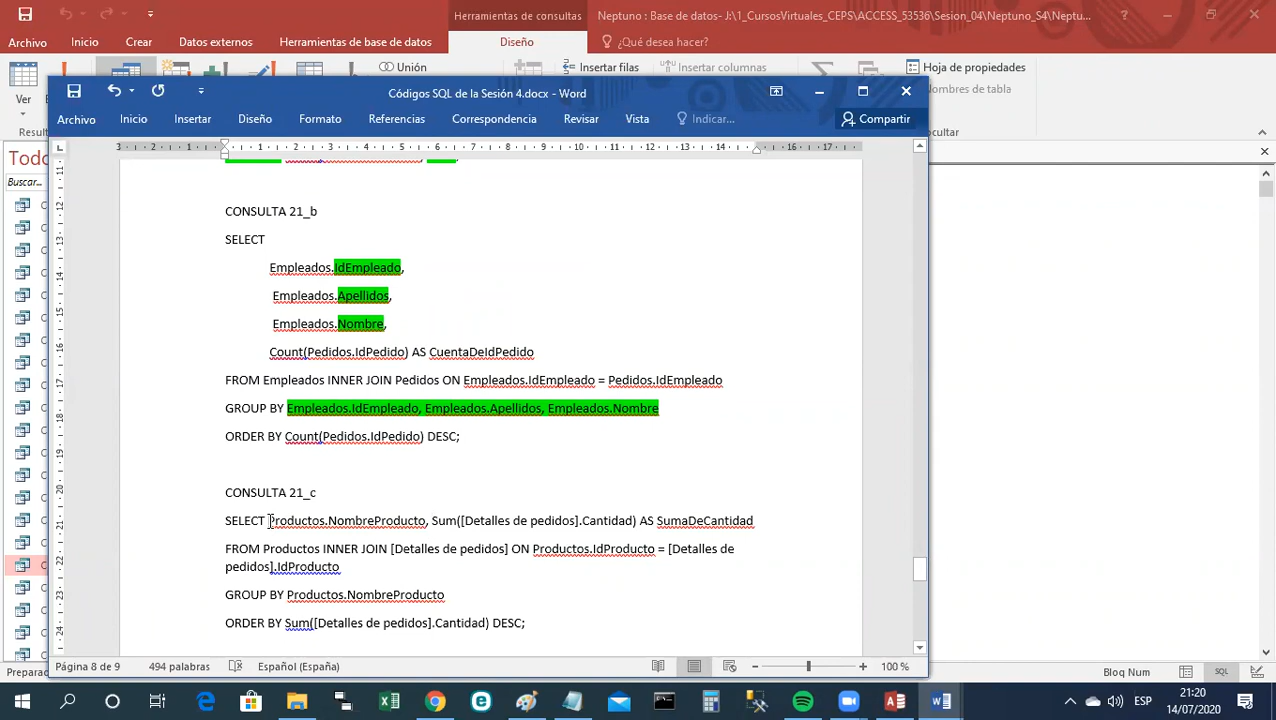 Herramientas de consultas
Neptuno : Base de datos- J:\1_CursosVirtuales_CEPS\ACCESS_53536\Sesion_04\Neptuno_S4\Neptu...
Archivo
Inicio
Crear
Datos externos
Herramientas de base de datos
Diseño
¿Qué desea hacer?
Ver
Unión
Insertar filas
Insertar columnas
Hoja de propiedades
Nombres de tabla
Códigos SQL de la Sesión 4.docx - Word
Archivo
Inicio
Insertar
Diseño
Formato
Referencias
Correspondencia
Revisar
Vista
Indicar...
Compartir
Buscar...
CONSULTA 21_b
SELECT
Empleados.IdEmpleado,
Empleados.Apellidos,
Empleados.Nombre,
Count(Pedidos.IdPedido) AS CuentaDeIdPedido
FROM Empleados INNER JOIN Pedidos ON Empleados.IdEmpleado = Pedidos.IdEmpleado
GROUP BY Empleados.IdEmpleado, Empleados.Apellidos, Empleados.Nombre
ORDER BY Count(Pedidos.IdPedido) DESC;
CONSULTA 21_c
SELECT Productos.NombreProducto, Sum([Detalles de pedidos].Cantidad) AS SumaDeCantidad
FROM Productos INNER JOIN [Detalles de pedidos] ON Productos.IdProducto = [Detalles de
pedidos].IdProducto
GROUP BY Productos.NombreProducto
ORDER BY Sum([Detalles de pedidos].Cantidad) DESC;
Página 8 de 9
494 palabras
Español (España)
100 %
Bloq Num
SQL
ESP
21:20
14/07/2020